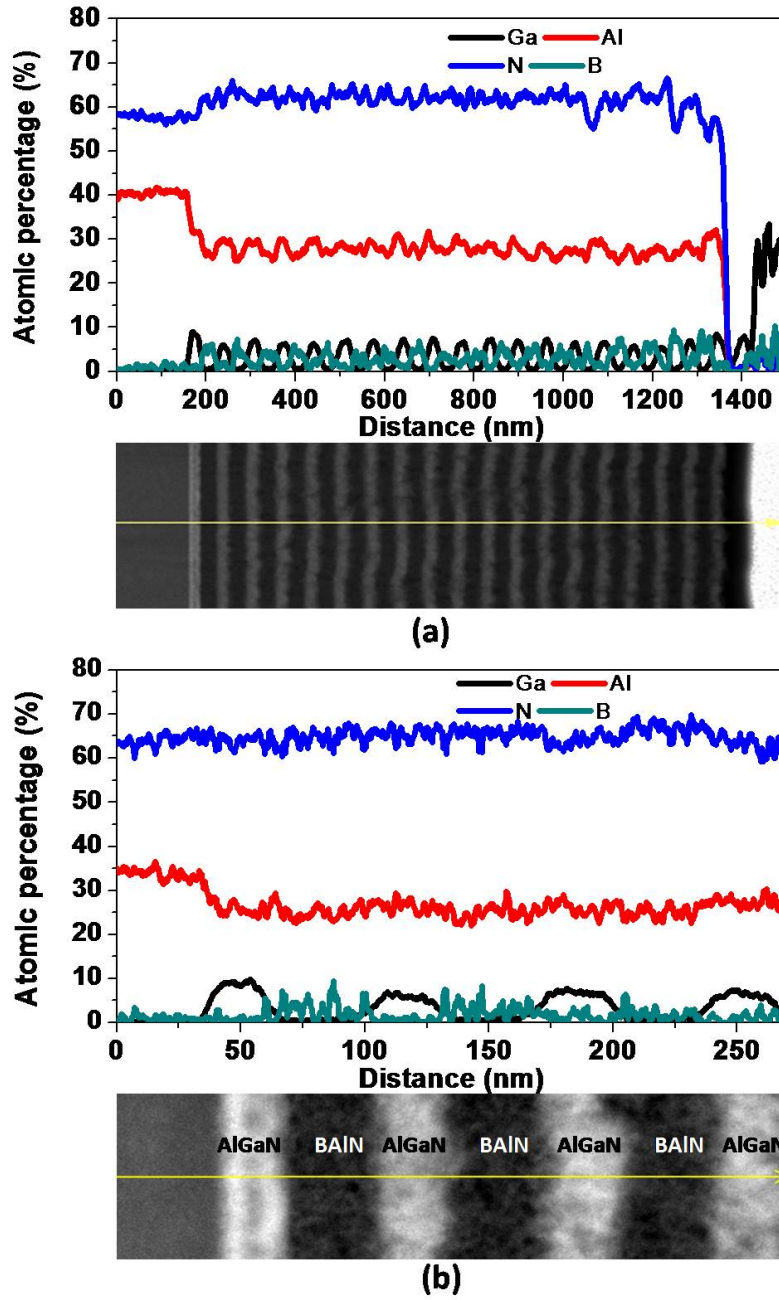 80
70
60
50
40
30
20
10
0
Atomic percentage (%)
Ga Al
N B
0 200 400 600 800 1000 1200 1400
Distance (nm)
(a)
80
70
60
50
40
30
20
10
0
Atomic percentage (%)
Ga Al
N B
0 50 100 150 200 250
Distance (nm)
AlGaN BAlN AlGaN BAlN AlGaN BAlN AlGaN
(b)